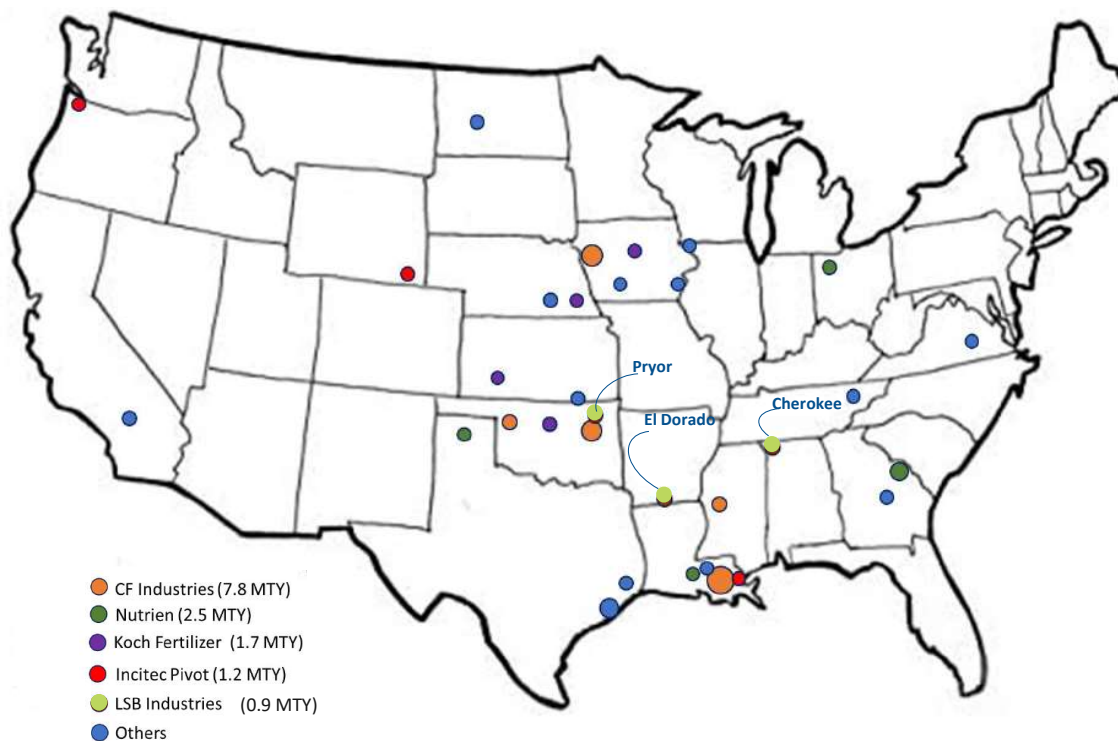 Pryor
El Dorado
Cherokee
CF Industries (7.8 MTY)
Nutrien (2.5 MTY)
Koch Fertilizer (1.7 MTY)
Incitec Pivot (1.2 MTY)
LSB Industries (0.9 MTY)
Others